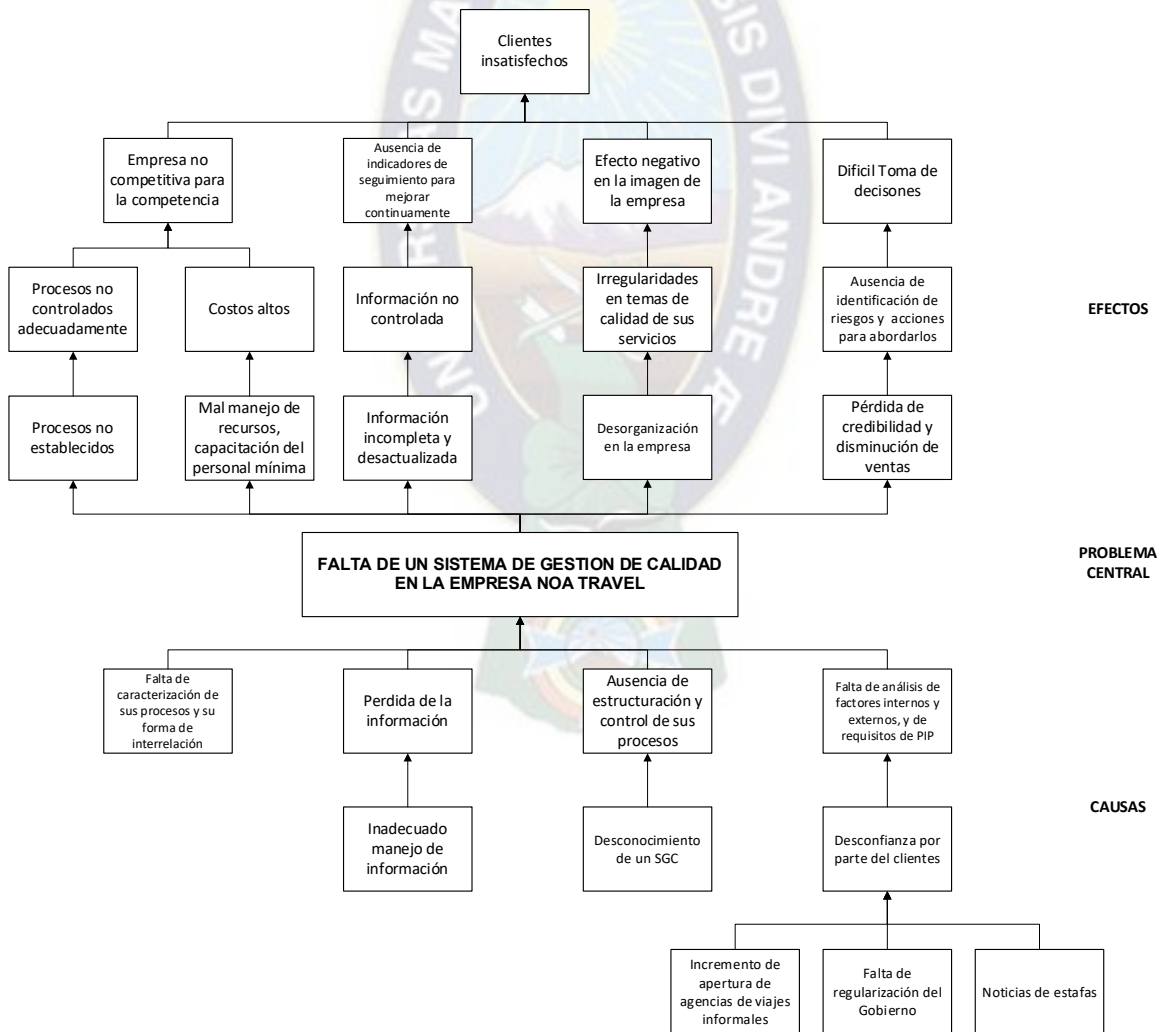 Clientes
insatisfechos
Empresa no
competitiva para
la competencia
Ausencia de
indicadores de
seguimiento para
mejorar
continuamente
Efecto negativo
en la imagen de
la empresa
Dificil Toma de
decisones
Procesos no
controlados
adecuadamente
Costos altos
Información no
controlada
Irregularidades
en temas de
calidad de sus
servicios
Ausencia de
identificación de
riesgos y acciones
para abordarlos
EFECTOS
Procesos no
establecidos
Mal manejo de
recursos,
capacitación del
personal mínima
Información
incompleta y
desactualizada
Desorganización
en la empresa
Pérdida de
credibilidad y
disminución de
ventas
FALTA DE UN SISTEMA DE GESTION DE CALIDAD
EN LA EMPRESA NOA TRAVEL
PROBLEMA
CENTRAL
Falta de
caracterización de
sus procesos y su
forma de
interrelación
Perdida de la
información
Ausencia de
estructuración y
control de sus
procesos
Falta de análisis de
factores internos y
externos, y de
requisitos de PIP
CAUSAS
Inadecuado
manejo de
información
Desconocimiento
de un SGC
Desconfianza por
parte del clientes
Incremento de
apertura de
agencias de viajes
informales
Falta de
regularización del
Gobierno
Noticias de estafas
SIS DIVI ANDRE Æ